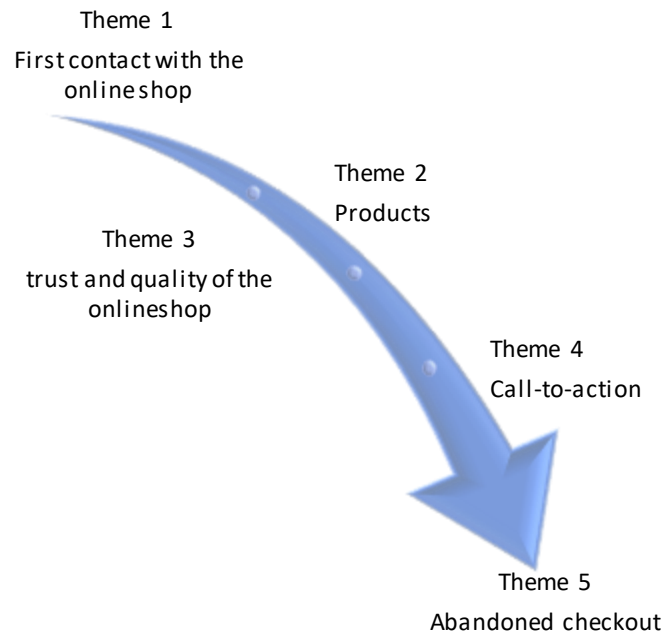 Theme 1
First contact with the
online shop
Theme 2
Products
Theme 3
trust and quality of the
onlineshop
Theme 4
Call-to-action
Theme 5
Abandoned checkout